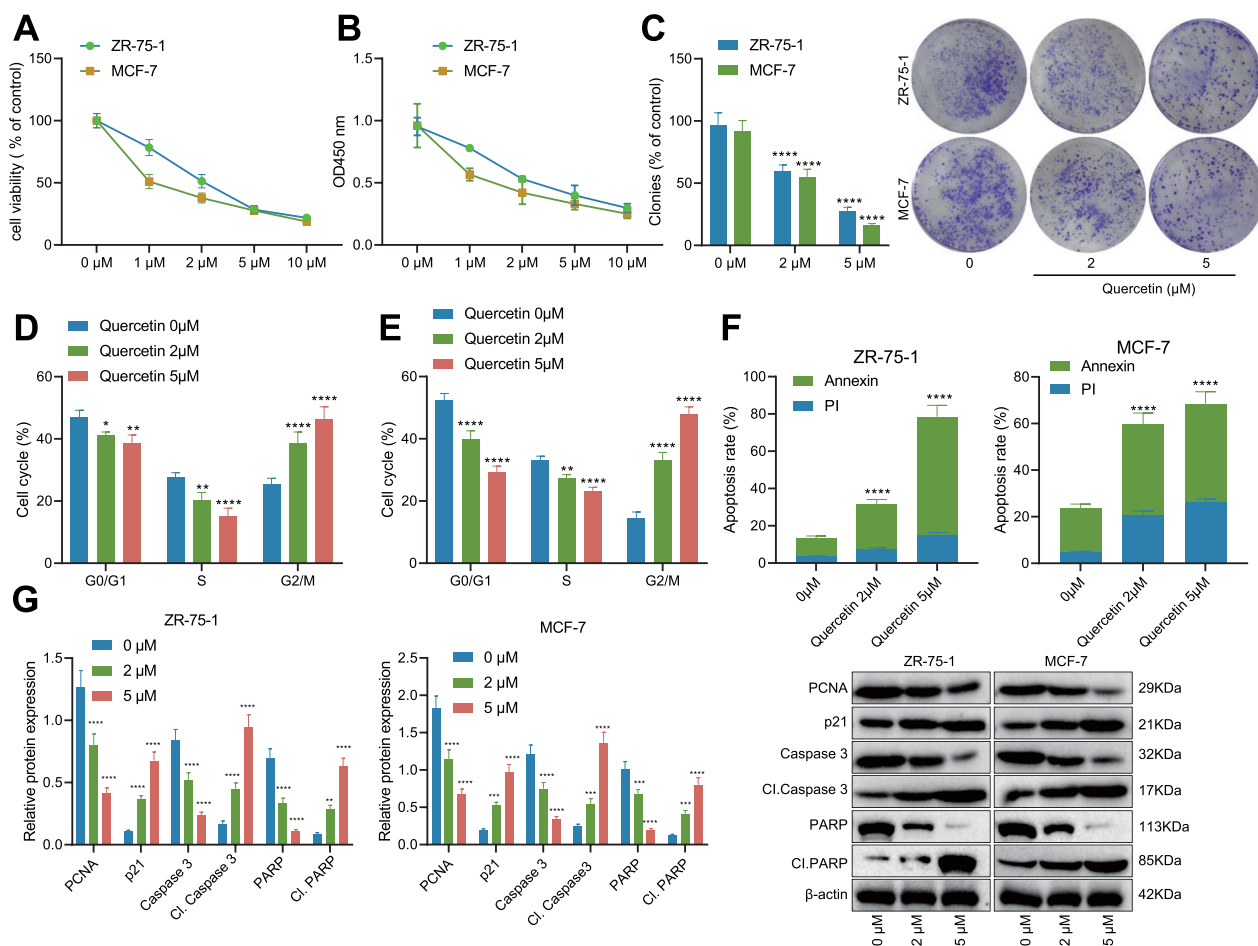 A
ZR-75-1
MCF-7
cell viability ( % of control)
150
100
50
0
0 µM 1 µM 2 µM 5 µM 10 µM
B
ZR-75-1
MCF-7
OD450 nm
1.5
1.0
0.5
0.0
0 µM 1 µM 2 µM 5 µM 10 µM
C
ZR-75-1
MCF-7
Clonies (% of control)
150
100
50
0
**** ****
**** ****
0 µM 2 µM 5 µM
ZR-75-1
MCF-7
0 2 5
Quercetin (µM)
D
Quercetin 0µM
Quercetin 2µM
Quercetin 5µM
Cell cycle (%)
60
40
20
0
* **
** ****
**** ****
G0/G1 S G2/M
E
Quercetin 0µM
Quercetin 2µM
Quercetin 5µM
Cell cycle (%)
60
40
20
0
**** ****
** ****
**** ****
G0/G1 S G2/M
F
ZR-75-1
Annexin
PI
Apoptosis rate (%)
100
80
60
40
20
0
**** ****
0µM Quercetin 2µM Quercetin 5µM
MCF-7
Annexin
PI
Apoptosis rate (%)
80
60
40
20
0
**** ****
0µM Quercetin 2µM Quercetin 5µM
G
ZR-75-1
0 µM
2 µM
5 µM
Relative protein expression
1.5
1.0
0.5
0.0
**** ****
**** ****
**** ****
**** ****
**** ****
** ****
PCNA p21 Caspase 3 Cl. Caspase 3 PARP Cl. PARP
MCF-7
0 µM
2 µM
5 µM
Relative protein expression
2.5
2.0
1.5
1.0
0.5
0.0
**** ****
*** ****
**** ****
*** ****
*** ****
*** ****
PCNA p21 Caspase 3 Cl. Caspase3 PARP Cl. PARP
ZR-75-1 MCF-7
PCNA 29KDa
p21 21KDa
Caspase 3 32KDa
Cl.Caspase 3 17KDa
PARP 113KDa
Cl.PARP 85KDa
β-actin 42KDa
0 µM 2 µM 5 µM 0 µM 2 µM 5 µM